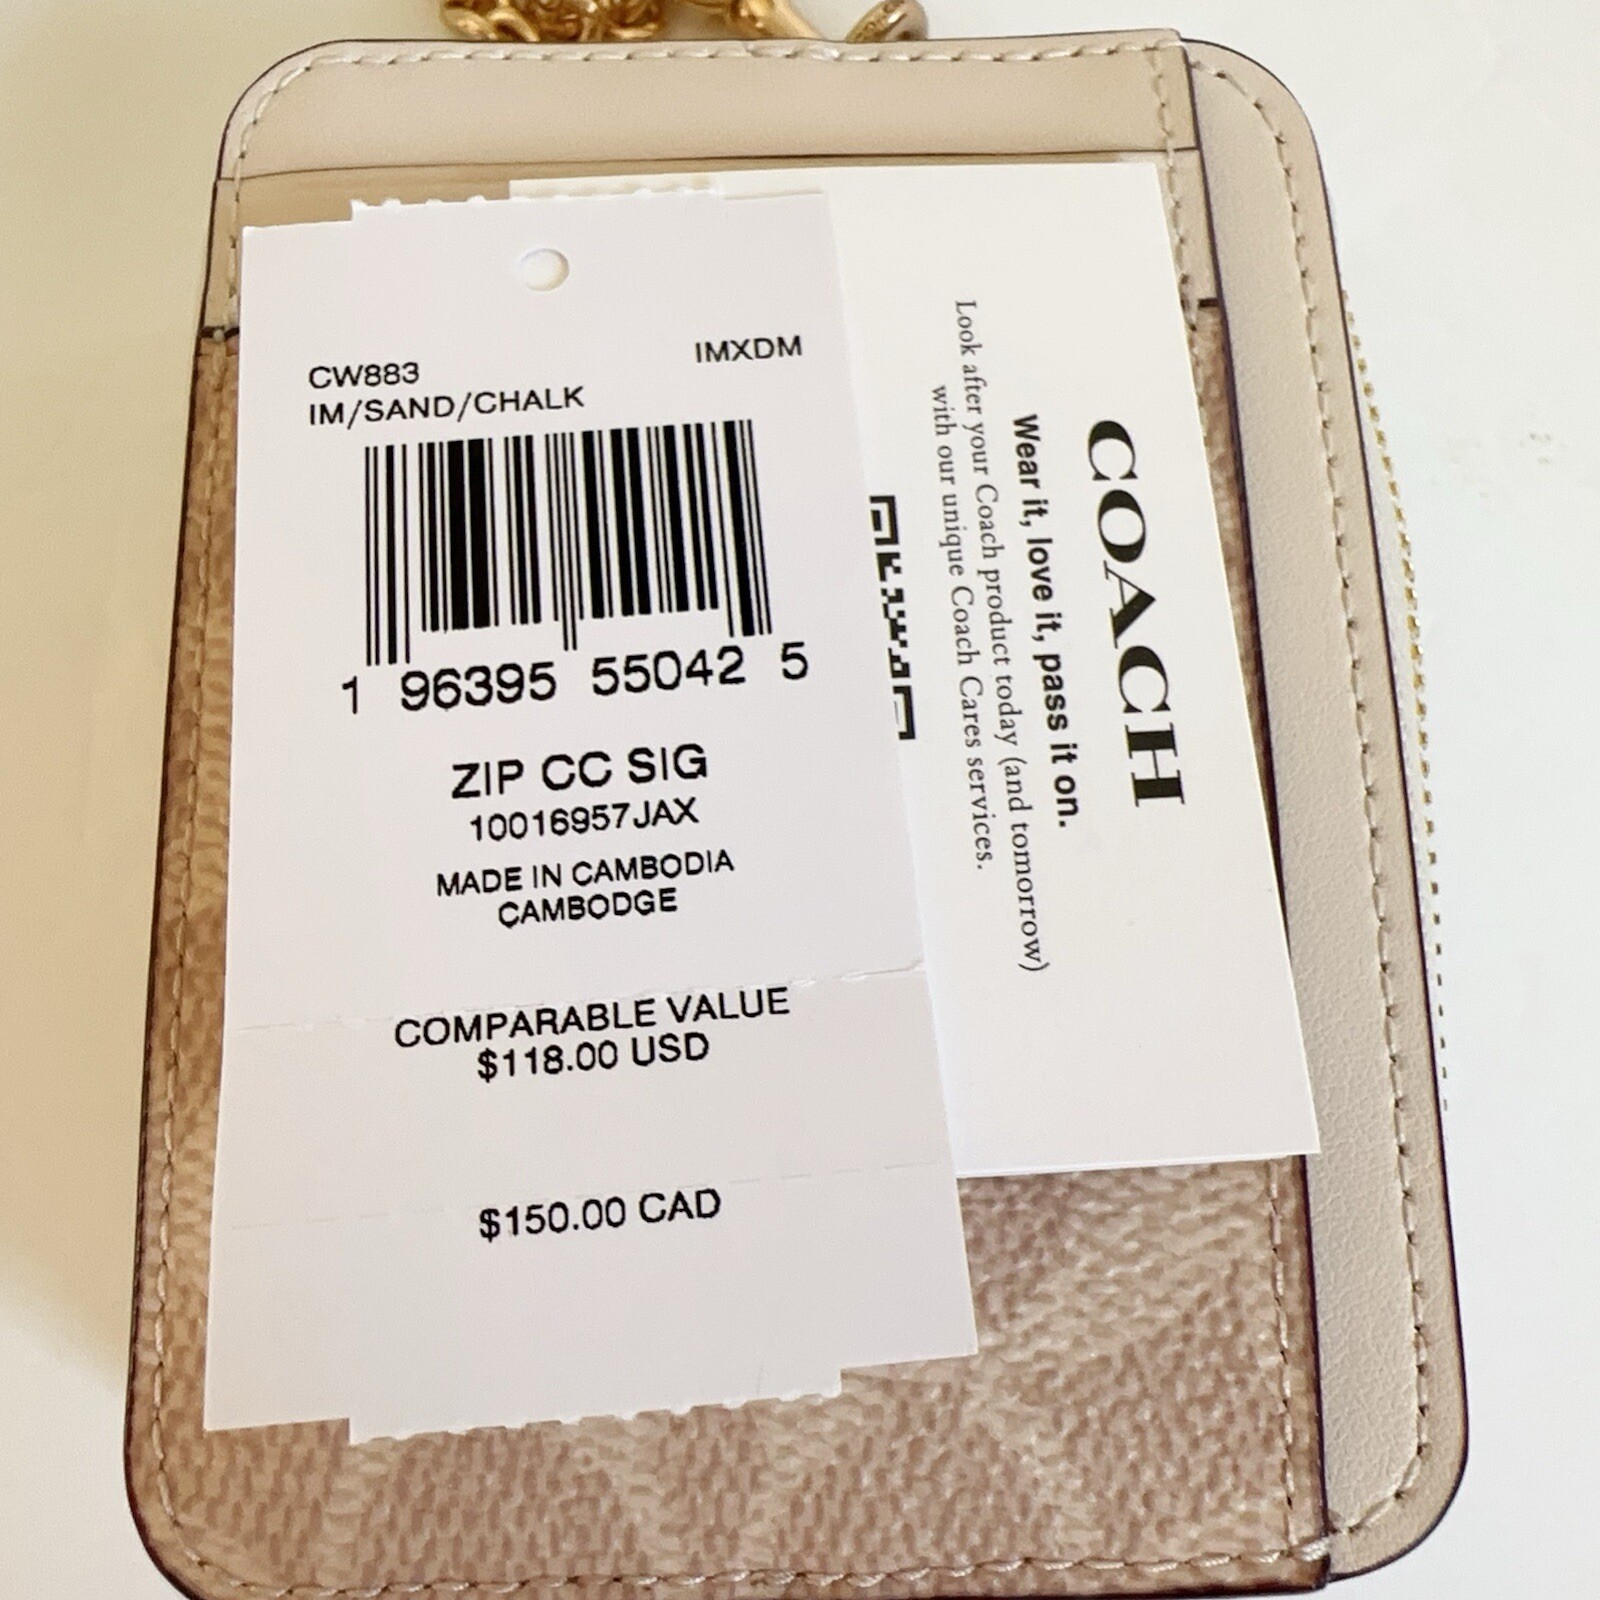 CW883 IMXDM
IM/SAND/CHALK
1 96395 55042 5
ZIP CC SIG
10016957JAX
MADE IN CAMBODIA
CAMBODGE
COMPARABLE VALUE
$118.00 USD
$150.00 CAD
COACH
Wear it, love it, pass it on.
Look after your Coach product today (and tomorrow)
with our unique Coach Cares services.